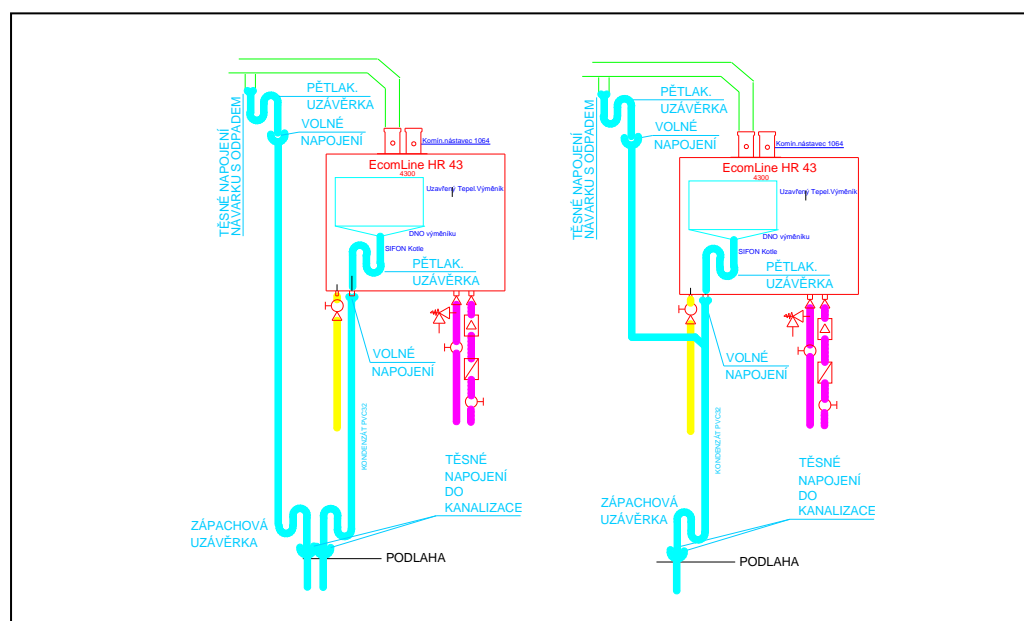 TĚSNÉ NAPOJENÍ
NÁVARKU S ODPADEM
PĚTLAK.
UZÁVĚRKA
VOLNÉ
NAPOJENÍ
Komín.nástavec 1064
EcomLine HR 43
4300
Uzavřený Tepel.Výměník
DNO výměníku
SIFON Kotle
PĚTLAK.
UZÁVĚRKA
VOLNÉ
NAPOJENÍ
KONDENZÁT PVC32
TĚSNÉ
NAPOJENÍ
DO
KANALIZACE
ZÁPACHOVÁ
UZÁVĚRKA
PODLAHA
TĚSNÉ NAPOJENÍ
NÁVARKU S ODPADEM
PĚTLAK.
UZÁVĚRKA
VOLNÉ
NAPOJENÍ
Komín.nástavec 1064
EcomLine HR 43
4300
Uzavřený Tepel.Výměník
DNO výměníku
SIFON Kotle
PĚTLAK.
UZÁVĚRKA
VOLNÉ
NAPOJENÍ
KONDENZÁT PVC32
TĚSNÉ
NAPOJENÍ
DO
KANALIZACE
ZÁPACHOVÁ
UZÁVĚRKA
PODLAHA